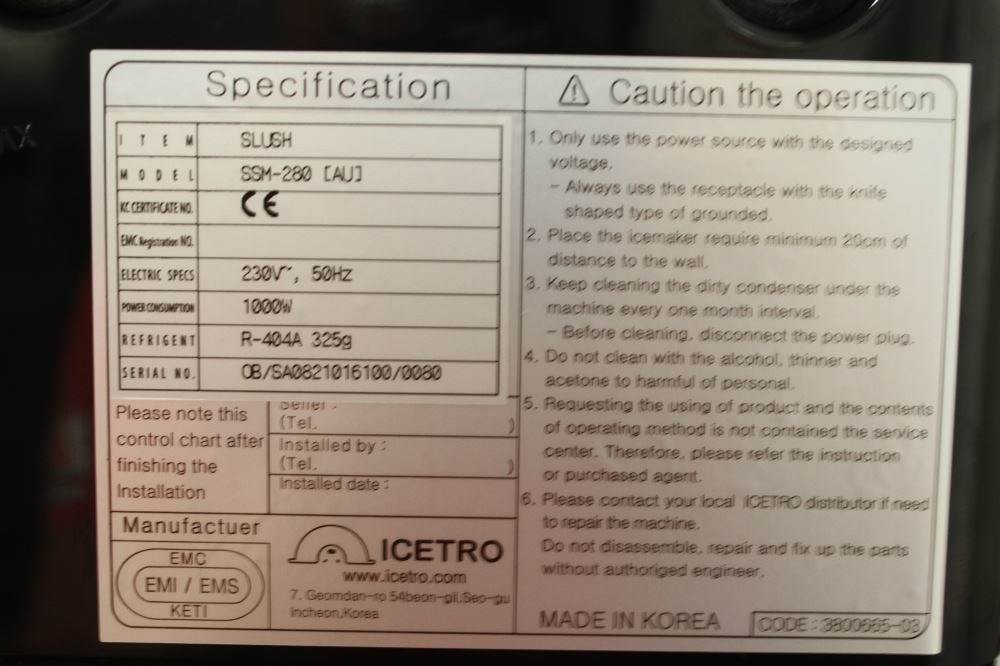 Specification
ITEM SLUSH
MODEL SSM-280 [AU]
KC CERTIFICATE NO. CE
EMC Registration NO.
ELECTRIC SPECS 230V~, 50Hz
POWER CONSUMPTION 1000W
REFRIGENT R-404A 325g
SERIAL NO. OB/SA0821016100/0080
Please note this
control chart after
finishing the
Installation
Seller :
(Tel. )
Installed by :
(Tel. )
Installed date :
Manufactuer
EMC
EMI / EMS
KETI
ICETRO
www.icetro.com
7. Geomdan-ro 54beon-gil,Seo-gu
Incheon,Korea
⚠ Caution the operation
1. Only use the power source with the designed
voltage.
- Always use the receptacle with the knife
shaped type of grounded.
2. Place the icemaker require minimum 20cm of
distance to the wall.
3. Keep cleaning the dirty condenser under the
machine every one month interval.
- Before cleaning, disconnect the power plug.
4. Do not clean with the alcohol, thinner and
acetone to harmful of personal.
5. Requesting the using of product and the contents
of operating method is not contained the service
center. Therefore, please refer the instruction
or purchased agent.
6. Please contact your local ICETRO distributor if need
to repair the machine.
Do not disassemble, repair and fix up the parts
without authoriged engineer.
MADE IN KOREA
CODE : 3800665-03